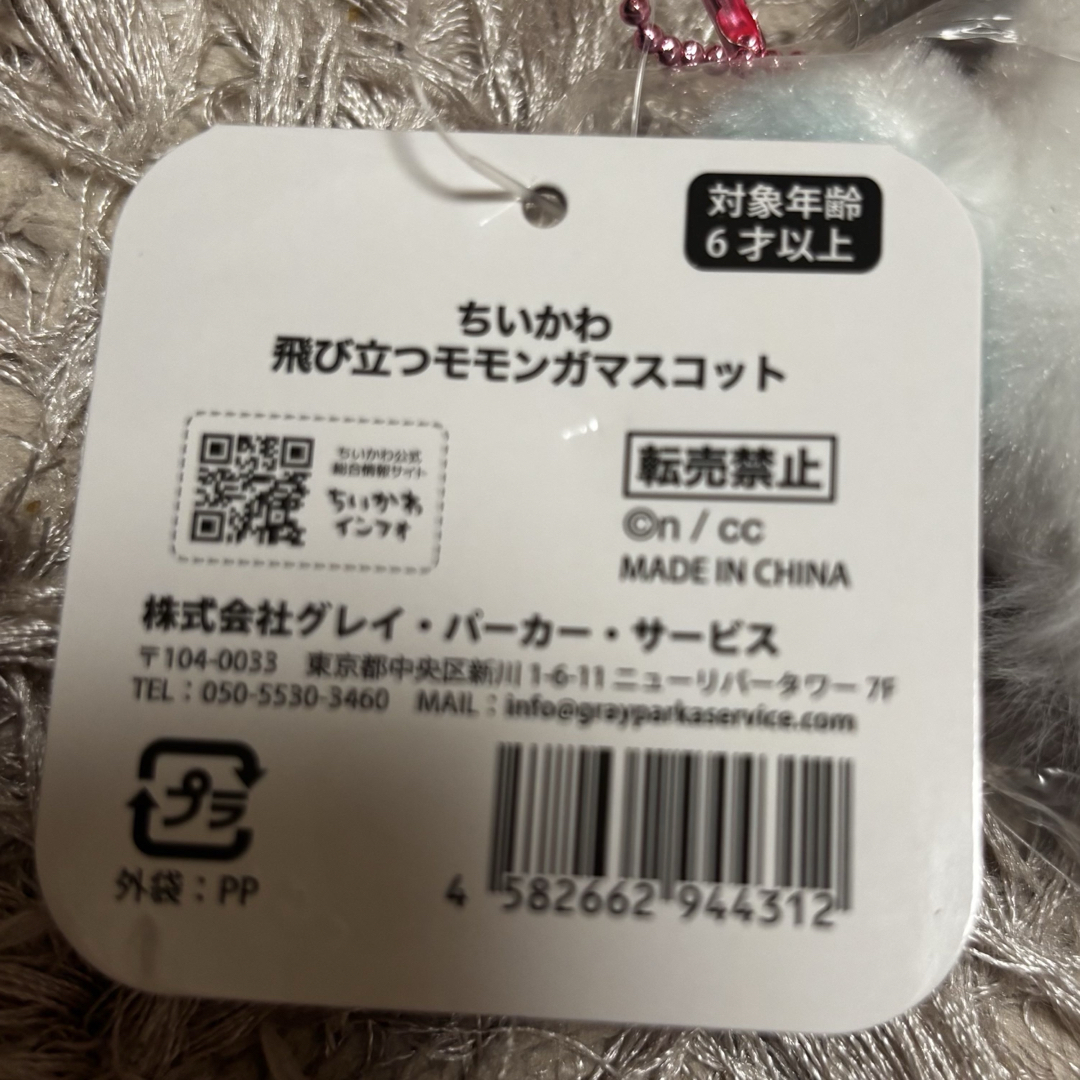 対象年齢
6才以上
ちいかわ
飛び立つモモンガマスコット
ちいかわ公式
総合情報サイト
ちいかわ
インフォ
転売禁止
©n / cc
MADE IN CHINA
株式会社グレイ・パーカー・サービス
〒104-0033 東京都中央区新川1-6-11 ニューリバータワー 7F
TEL：050-5530-3460 MAIL：info@grayparkaservice.com
プラ
外袋：PP
4 582662 944312